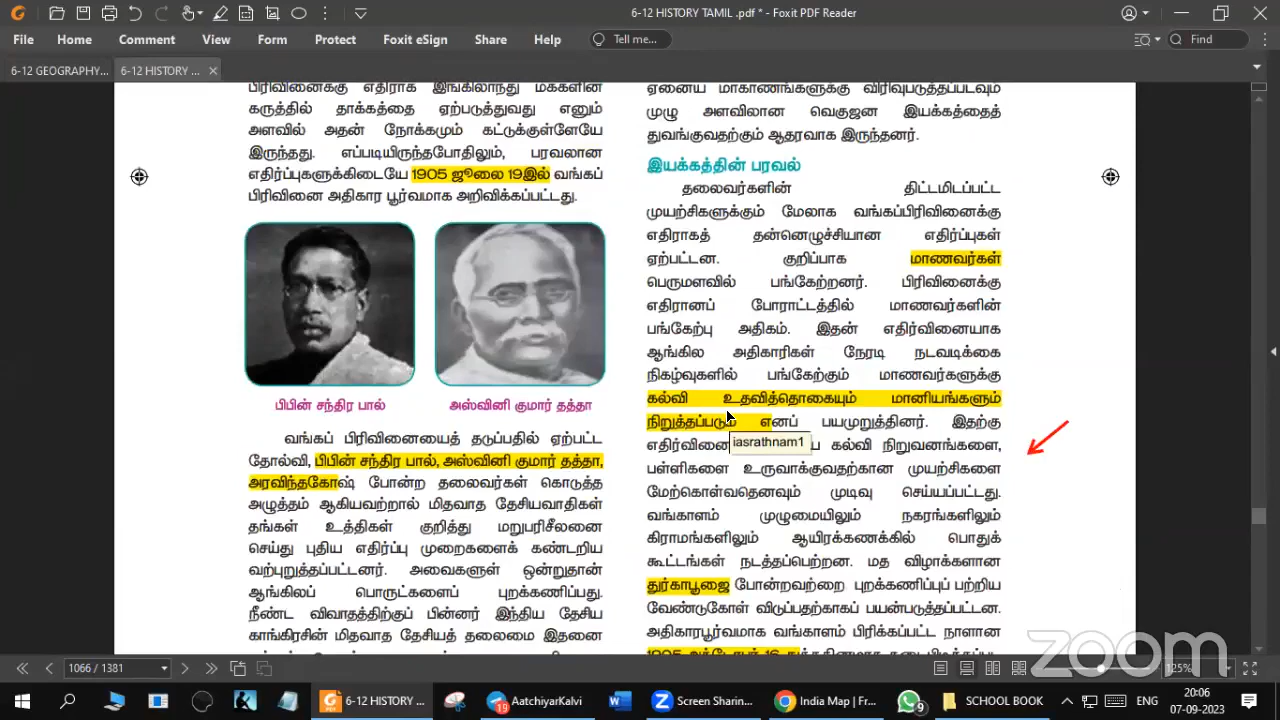 6-12 HISTORY TAMIL .pdf * - Foxit PDF Reader
File Home Comment View Form Protect Foxit eSign Share Help Tell me... Find
6-12 GEOGRAPHY... 6-12 HISTORY ...
பிரிவினைக்கு எதிராக இங்கிலாந்து மக்களின்
கருத்தில் தாக்கத்தை ஏற்படுத்துவது எனும்
அளவில் அதன் நோக்கமும் கட்டுக்குள்ளேயே
இருந்தது. எப்படியிருந்தபோதிலும், பரவலான
எதிர்ப்புகளுக்கிடையே 1905 ஜூலை 19இல் வங்கப்
பிரிவினை அதிகார பூர்வமாக அறிவிக்கப்பட்டது.
பிபின் சந்திர பால்
அஸ்வினி குமார் தத்தா
வங்கப் பிரிவினையைத் தடுப்பதில் ஏற்பட்ட
தோல்வி, பிபின் சந்திர பால், அஸ்வினி குமார் தத்தா,
அரவிந்தகோஷ் போன்ற தலைவர்கள் கொடுத்த
அழுத்தம் ஆகியவற்றால் மிதவாத தேசியவாதிகள்
தங்கள் உத்திகள் குறித்து மறுபரிசீலனை
செய்து புதிய எதிர்ப்பு முறைகளைக் கண்டறிய
வற்புறுத்தப்பட்டனர். அவைகளுள் ஒன்றுதான்
ஆங்கிலப் பொருட்களைப் புறக்கணிப்பது.
நீண்ட விவாதத்திற்குப் பின்னர் இந்திய தேசிய
காங்கிரசின் மிதவாத தேசியத் தலைமை இதனை
ஏனைய மாகாணங்களுக்கு விரிவுபடுத்தப்படவும்
முழு அளவிலான வெகுஜன இயக்கத்தைத்
துவங்குவதற்கும் ஆதரவாக இருந்தனர்.
இயக்கத்தின் பரவல்
தலைவர்களின் திட்டமிடப்பட்ட
முயற்சிகளுக்கும் மேலாக வங்கப்பிரிவினைக்கு
எதிராகத் தன்னெழுச்சியான எதிர்ப்புகள்
ஏற்பட்டன. குறிப்பாக மாணவர்கள்
பெருமளவில் பங்கேற்றனர். பிரிவினைக்கு
எதிரானப் போராட்டத்தில் மாணவர்களின்
பங்கேற்பு அதிகம். இதன் எதிர்வினையாக
ஆங்கில அதிகாரிகள் நேரடி நடவடிக்கை
நிகழ்வுகளில் பங்கேற்கும் மாணவர்களுக்கு
கல்வி உதவித்தொகையும் மானியங்களும்
நிறுத்தப்படும் எனப் பயமுறுத்தினர். இதற்கு
iasrathnam1
கல்வி நிறுவனங்களை,
பள்ளிகளை உருவாக்குவதற்கான முயற்சிகளை
மேற்கொள்வதெனவும் முடிவு செய்யப்பட்டது.
வங்காளம் முழுமையிலும் நகரங்களிலும்
கிராமங்களிலும் ஆயிரக்கணக்கில் பொதுக்
கூட்டங்கள் நடத்தப்பெற்றன. மத விழாக்களான
துர்காபூஜை போன்றவற்றை புறக்கணிப்புப் பற்றிய
வேண்டுகோள் விடுப்பதற்காகப் பயன்படுத்தப்பட்டன.
அதிகாரபூர்வமாக வங்காளம் பிரிக்கப்பட்ட நாளான
zoom
1066 / 1381 125%
6-12 HISTORY ... 19 AatchiyarKalvi Screen Sharin... India Map | Fr... 9 SCHOOL BOOK ENG 20:06
07-09-2023